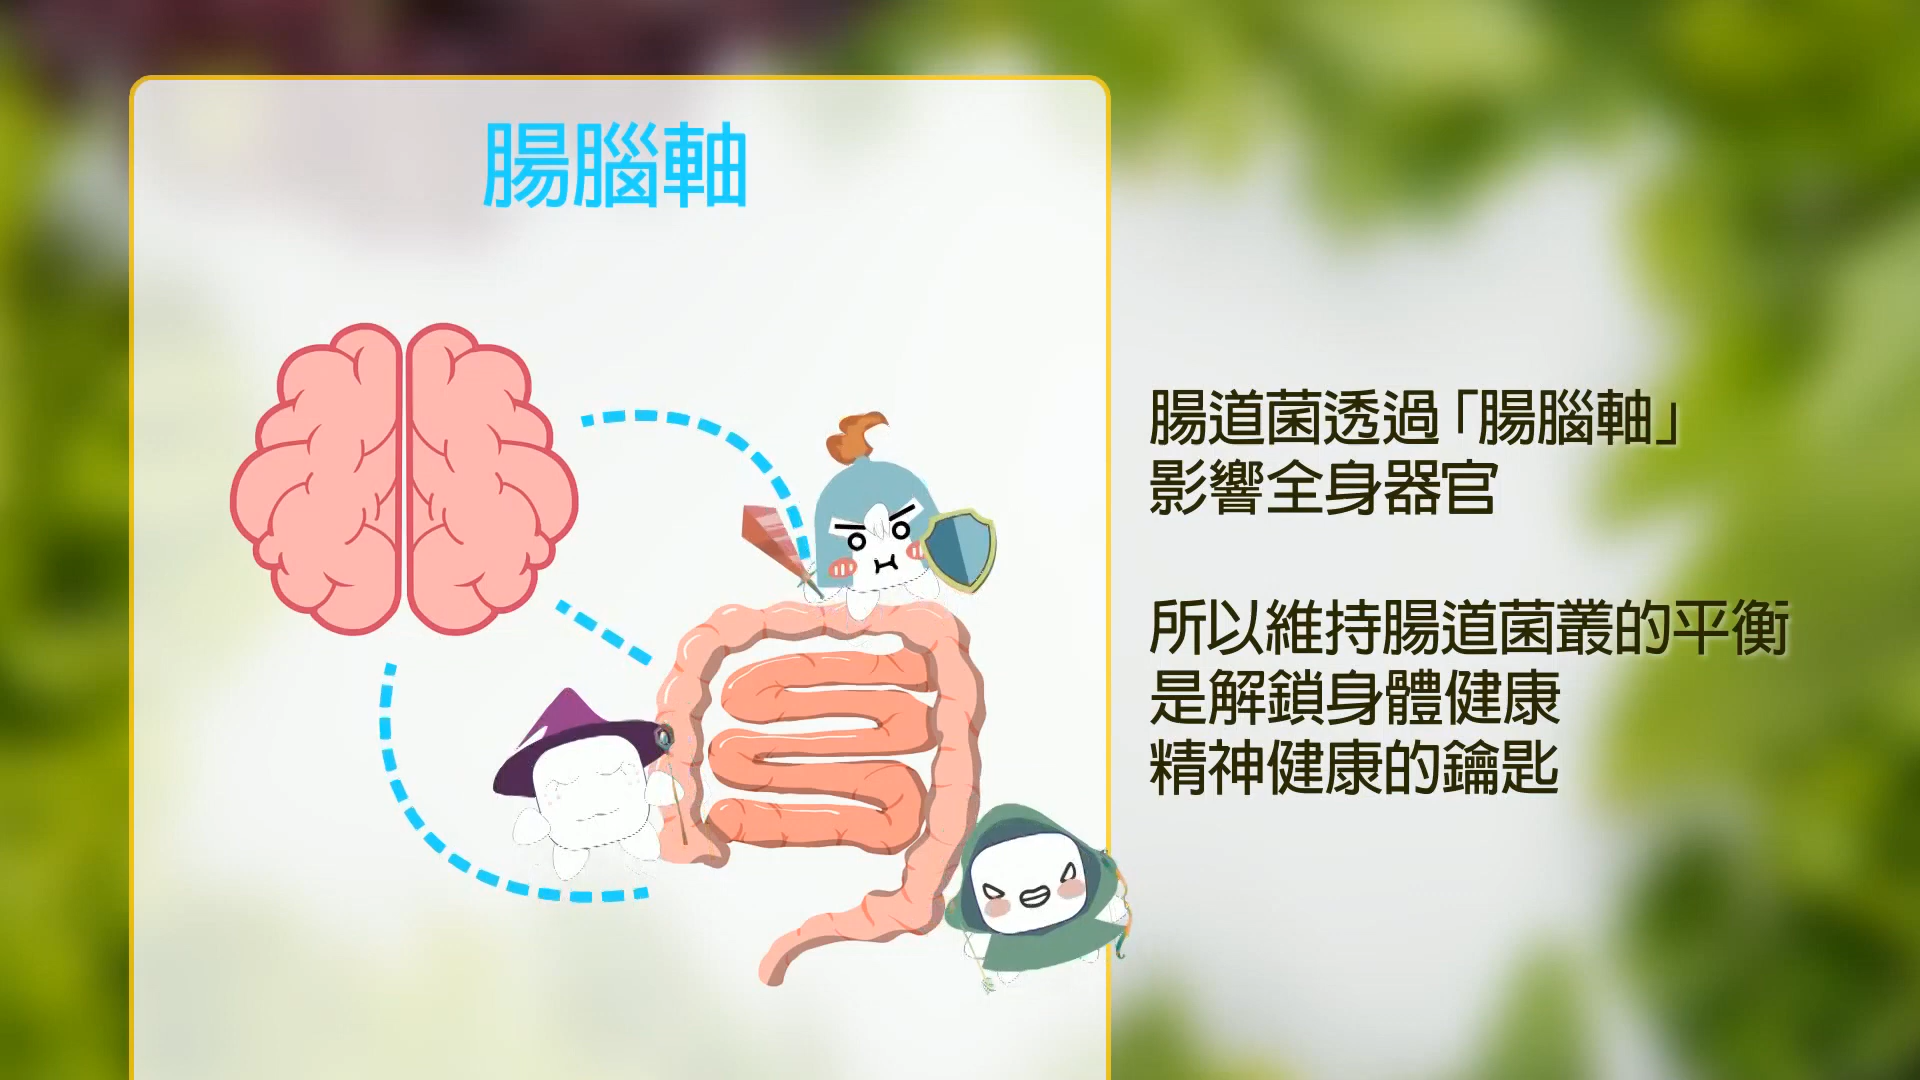 腸腦軸
腸道菌透過「腸腦軸」
影響全身器官
所以維持腸道菌叢的平衡
是解鎖身體健康
精神健康的鑰匙